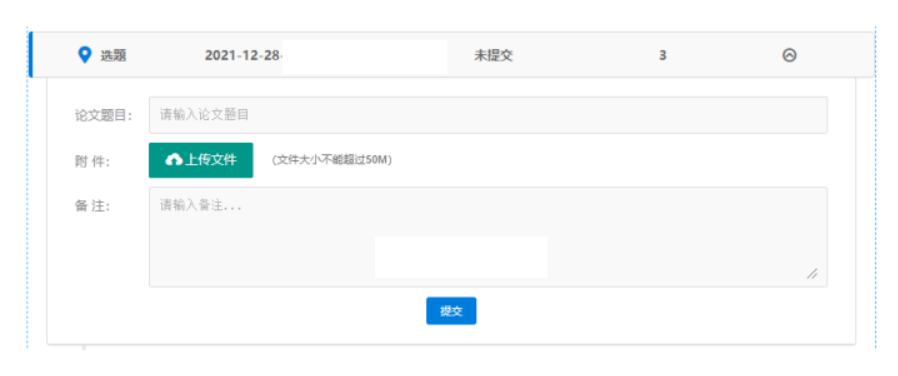 选题 2021-12-28- 未提交 3
论文题目: 请输入论文题目
附 件: 上传文件 (文件大小不能超过50M)
备 注: 请输入备注...
提交